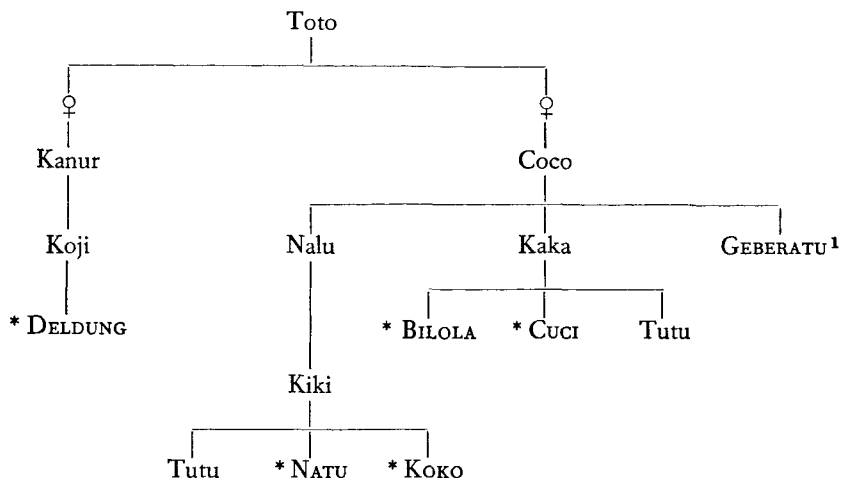 Toto
♀ ♀
Kanur Coco
Koji Nalu Kaka GEBERATU¹
* DELDUNG * BILOLA * CUCI Tutu
Kiki
Tutu * NATU * KOKO